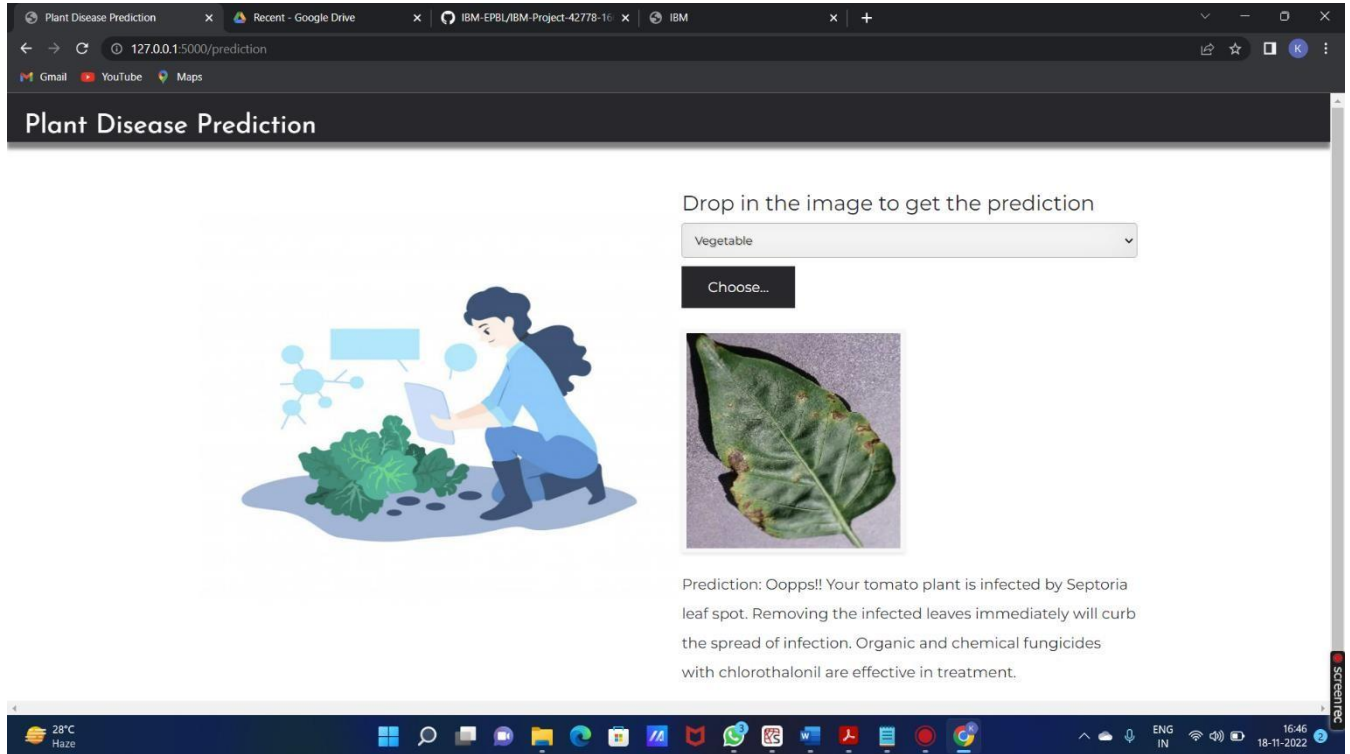 Plant Disease Prediction
Recent - Google Drive
IBM-EPBL/IBM-Project-42778-16
IBM
127.0.0.1:5000/prediction
K
Gmail
YouTube
Maps
Plant Disease Prediction
Drop in the image to get the prediction
Vegetable
Choose...
Prediction: Oopps!! Your tomato plant is infected by Septoria
leaf spot. Removing the infected leaves immediately will curb
the spread of infection. Organic and chemical fungicides
with chlorothalonil are effective in treatment.
screenrec
28°C
Haze
ENG
IN
16:46
18-11-2022
2